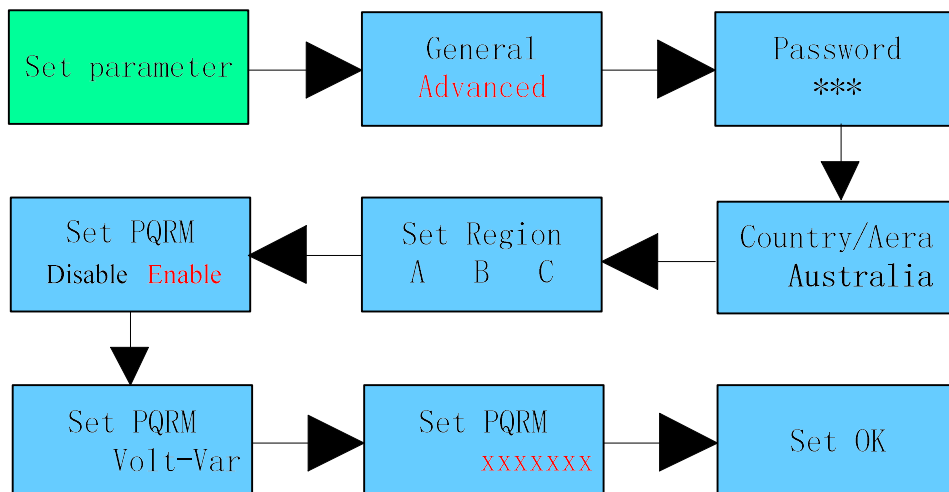 Set parameter
General
Advanced
Password
***
Country/Aera
Australia
Set Region
A B C
Set PQRM
Disable Enable
Set PQRM
Volt-Var
Set PQRM
xxxxxxx
Set OK